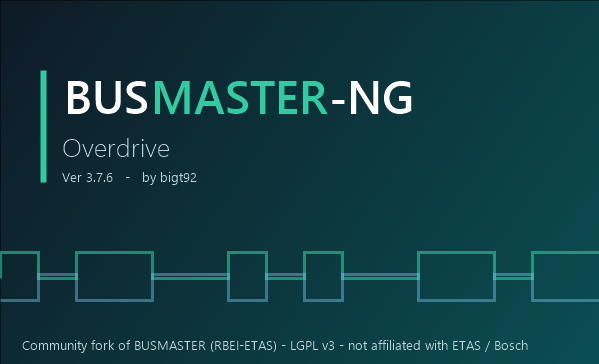 BUSMASTER-NG
Overdrive
Ver 3.7.6 - by bigt92
Community fork of BUSMASTER (RBEI-ETAS) - LGPL v3 - not affiliated with ETAS / Bosch